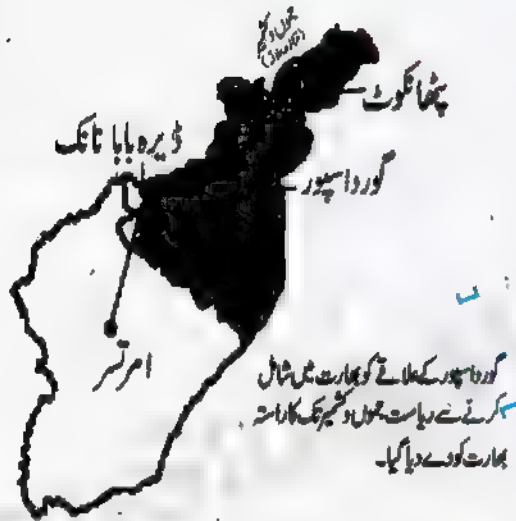 جموں و کشمیر
پٹھانکوٹ
ڈیرہ بابا نانک
گورداسپور
امرتسر
گورداسپور کے علاقے کو بھارت میں شامل
کرنے سے ریاست جموں و کشمیر تک کا راستہ
بھارت کو دے دیا گیا۔